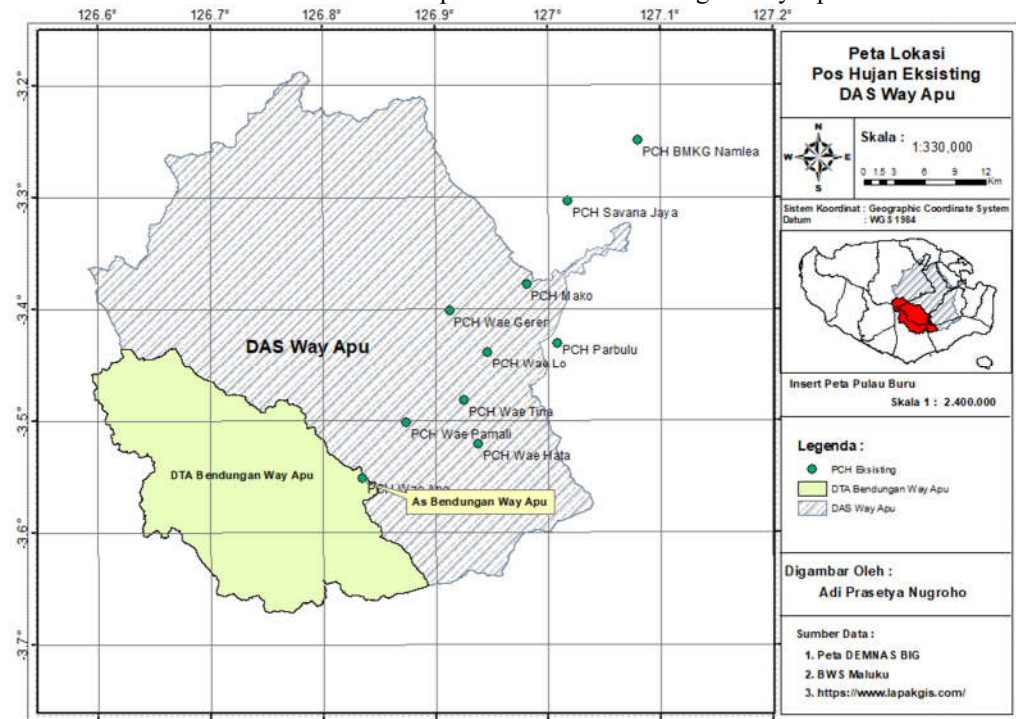 126.6° 126.7° 126.8° 126.9° 127° 127.1° 127.2°
-3.2°
-3.3°
-3.4°
-3.5°
-3.6°
-3.7°
PCH BMKG Namlea
PCH Savana Jaya
PCH Mako
PCH Wae Gerer
PCH Parbulu
DAS Way Apu
PCH Wae Lo
PCH Wae Tina
PCH Wae Pamali
PCH Wae Hata
DTA Bendungan Way Apu
PCH Wae
As Bendungan Way Apu
Peta Lokasi
Pos Hujan Eksisting
DAS Way Apu
N
W E
S
Skala :
1:330,000
0 1.5 3 6 9 12
Km
Sistem Koordinat : Geographic Coordinate System
Datum : WGS 1984
Insert Peta Pulau Buru
Skala 1 : 2.400.000
Legenda :
PCH Eksisting
DTA Bendungan Way Apu
DAS Way Apu
Digambar Oleh :
Adi Prasetya Nugroho
Sumber Data :
1. Peta DEMNAS BIG
2. BWS Maluku
3. https://www.lapakgis.com/